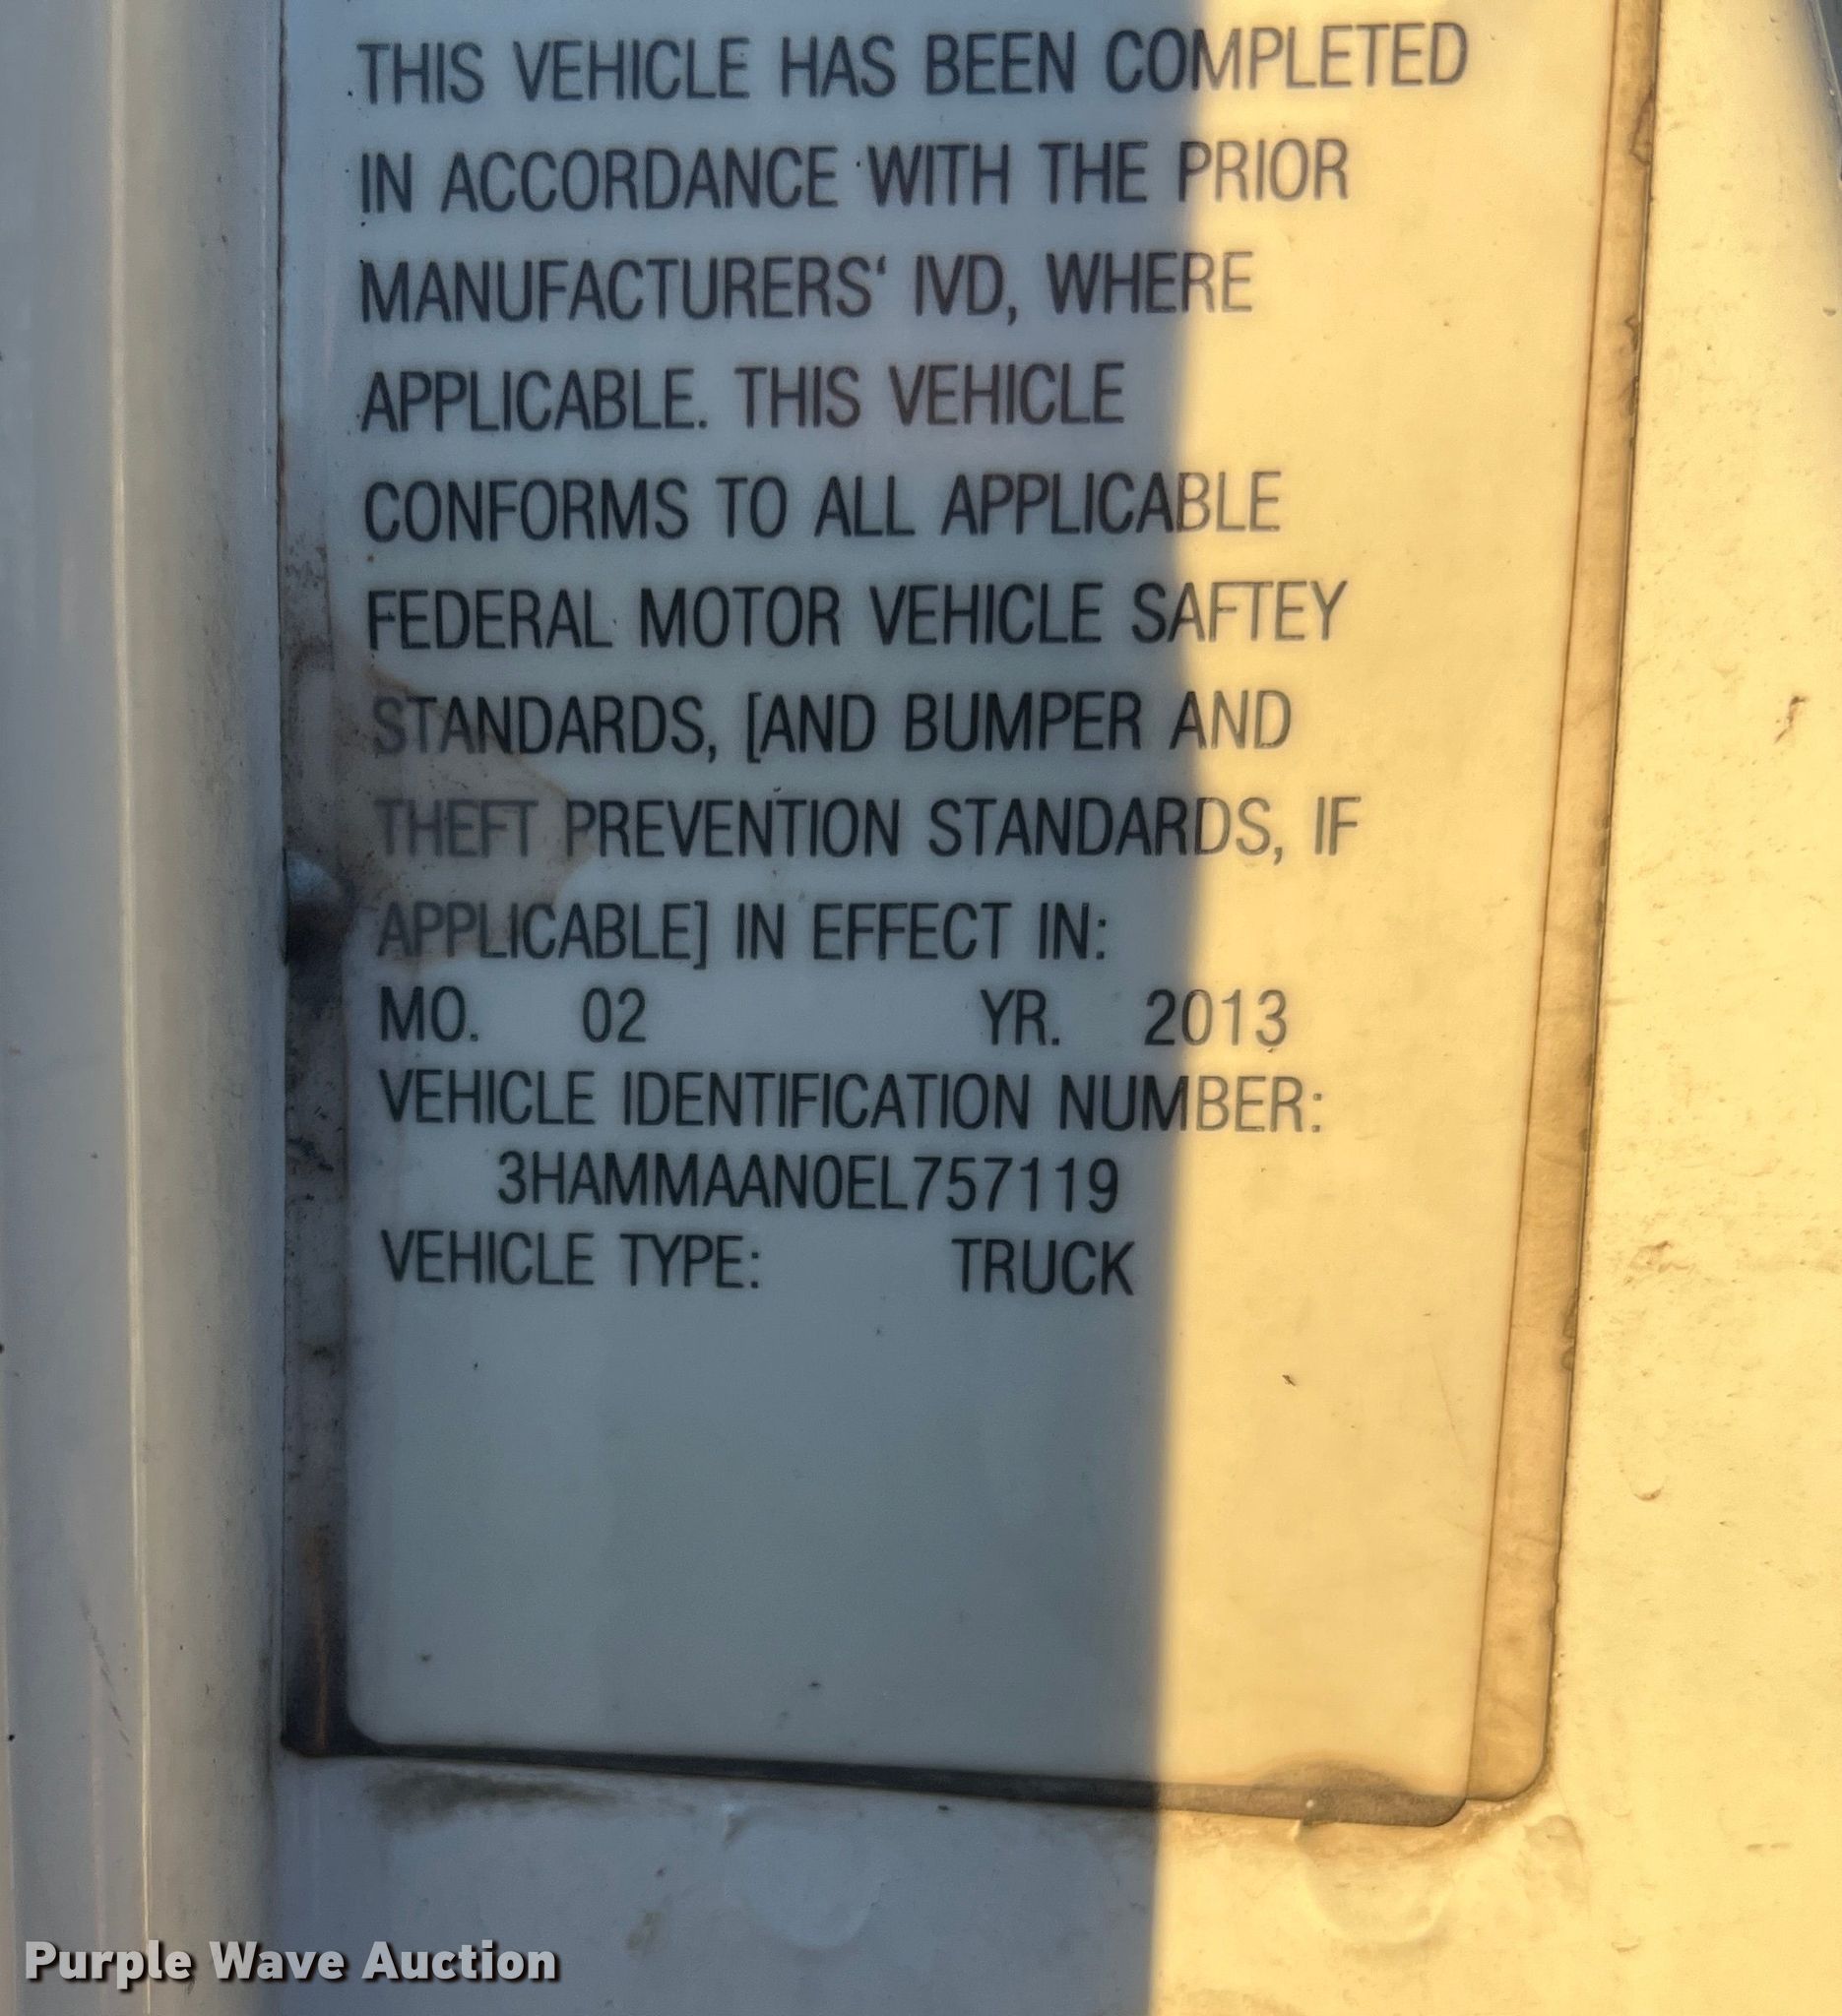 THIS VEHICLE HAS BEEN COMPLETED
IN ACCORDANCE WITH THE PRIOR
MANUFACTURERS‘ IVD, WHERE
APPLICABLE. THIS VEHICLE
CONFORMS TO ALL APPLICABLE
FEDERAL MOTOR VEHICLE SAFTEY
STANDARDS, [AND BUMPER AND
THEFT PREVENTION STANDARDS, IF
APPLICABLE] IN EFFECT IN:
MO. 02 YR. 2013
VEHICLE IDENTIFICATION NUMBER:
3HAMMAAN0EL757119
VEHICLE TYPE: TRUCK
Purple Wave Auction